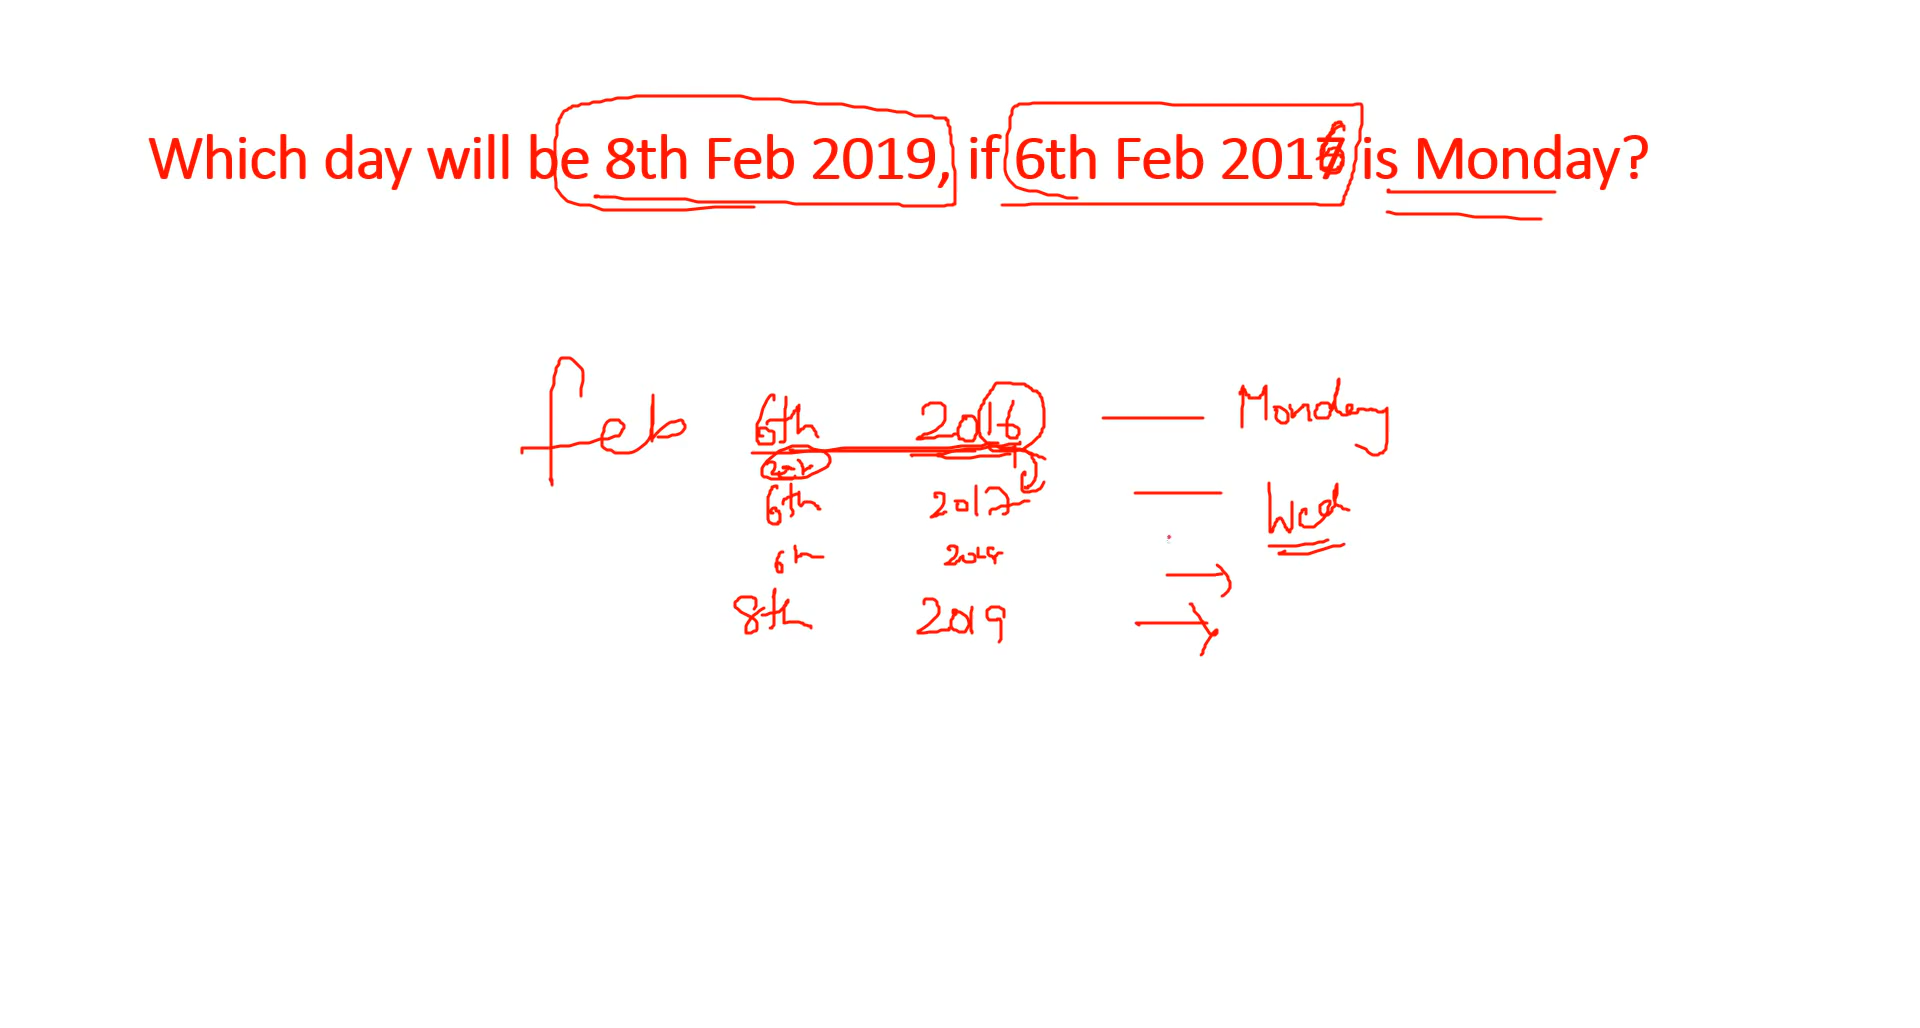 Which day will be 8th Feb 2019, if 6th Feb 2016 is Monday?
Feb 6th 2016 — Monday
6th 2017 — Wed
6th 2018
8th 2019